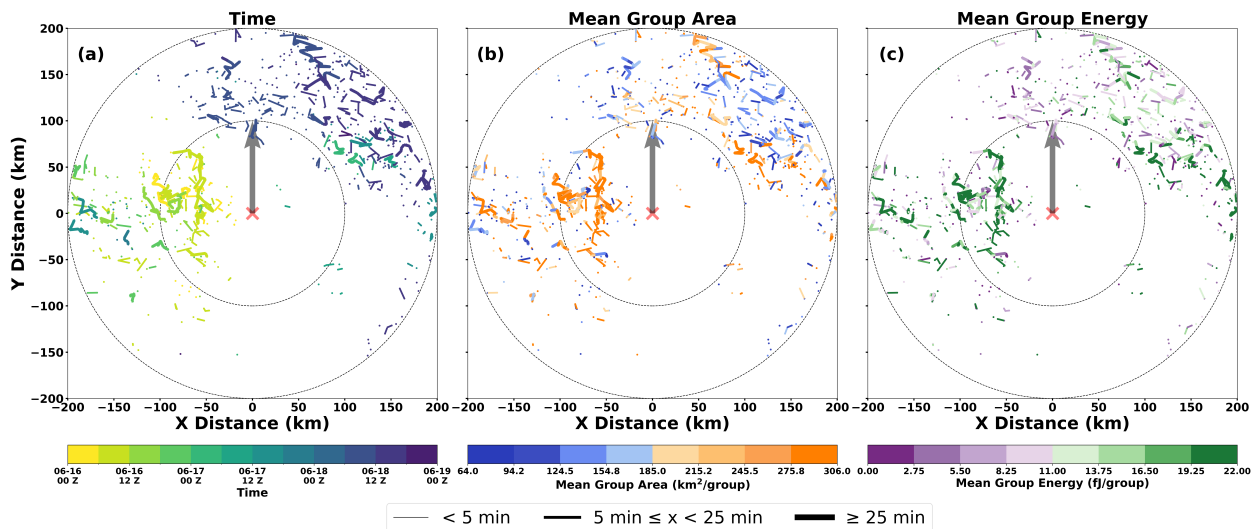 Time
Mean Group Area
Mean Group Energy
(a)
(b)
(c)
200
150
100
50
0
−50
−100
−150
−200
Y Distance (km)
−200 −150 −100 −50 0 50 100 150 200
−200 −150 −100 −50 0 50 100 150 200
−200 −150 −100 −50 0 50 100 150 200
X Distance (km)
X Distance (km)
X Distance (km)
06-16 06-16 06-17 06-17 06-18 06-18 06-19
00 Z 12 Z 00 Z 12 Z 00 Z 12 Z 00 Z
Time
64.0 94.2 124.5 154.8 185.0 215.2 245.5 275.8 306.0
Mean Group Area (km²/group)
0.00 2.75 5.50 8.25 11.00 13.75 16.50 19.25 22.00
Mean Group Energy (fJ/group)
< 5 min 5 min ≤ x < 25 min ≥ 25 min